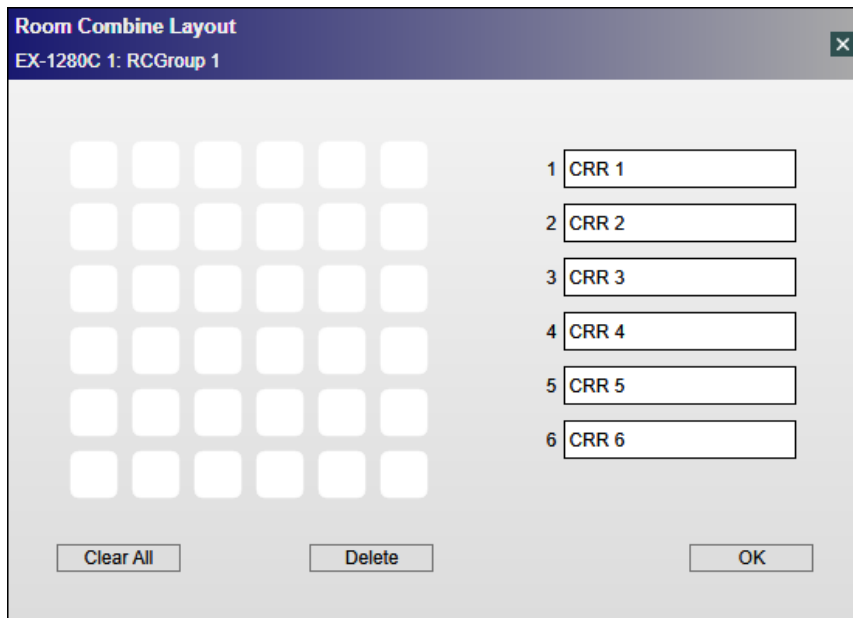 Room Combine Layout
EX-1280C 1: RCGroup 1
1 CRR 1
2 CRR 2
3 CRR 3
4 CRR 4
5 CRR 5
6 CRR 6
Clear All Delete OK